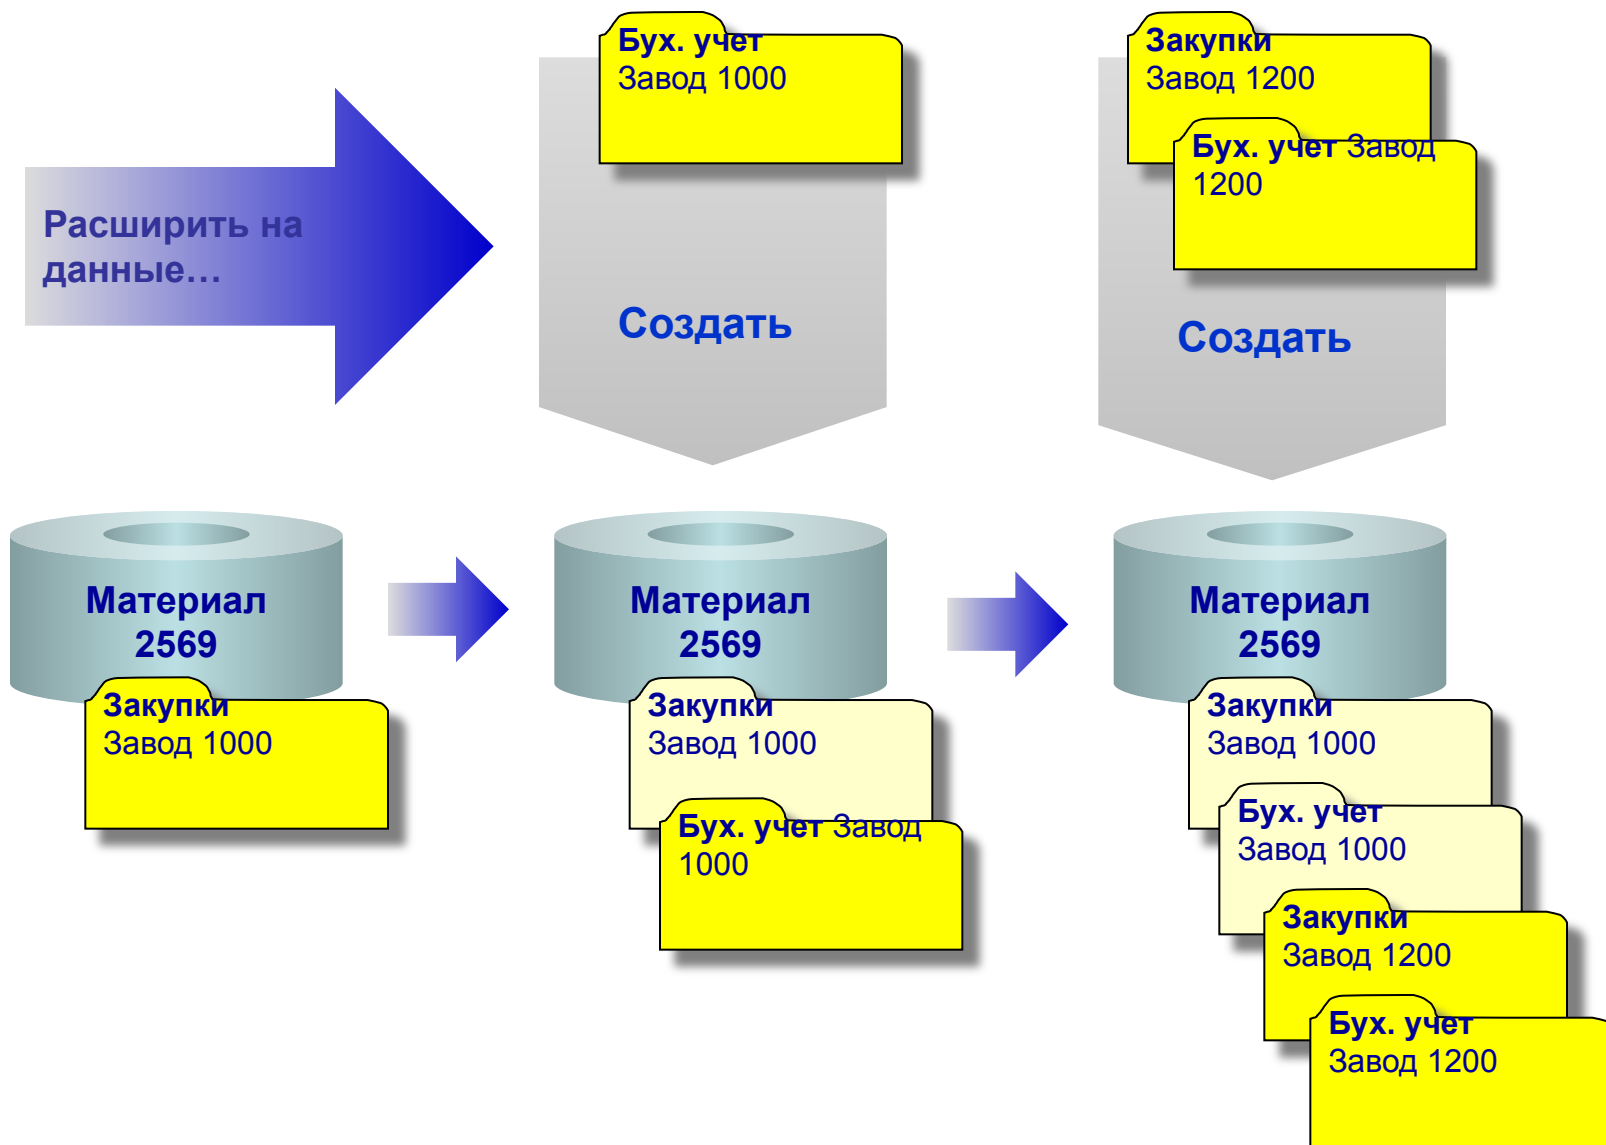 Бух. учет
Завод 1000
Закупки
Завод 1200
Бух. учет Завод
1200
Расширить на
данные…
Создать
Создать
Материал
2569
Закупки
Завод 1000
Материал
2569
Закупки
Завод 1000
Бух. учет Завод
1000
Материал
2569
Закупки
Завод 1000
Бух. учет
Завод 1000
Закупки
Завод 1200
Бух. учет
Завод 1200